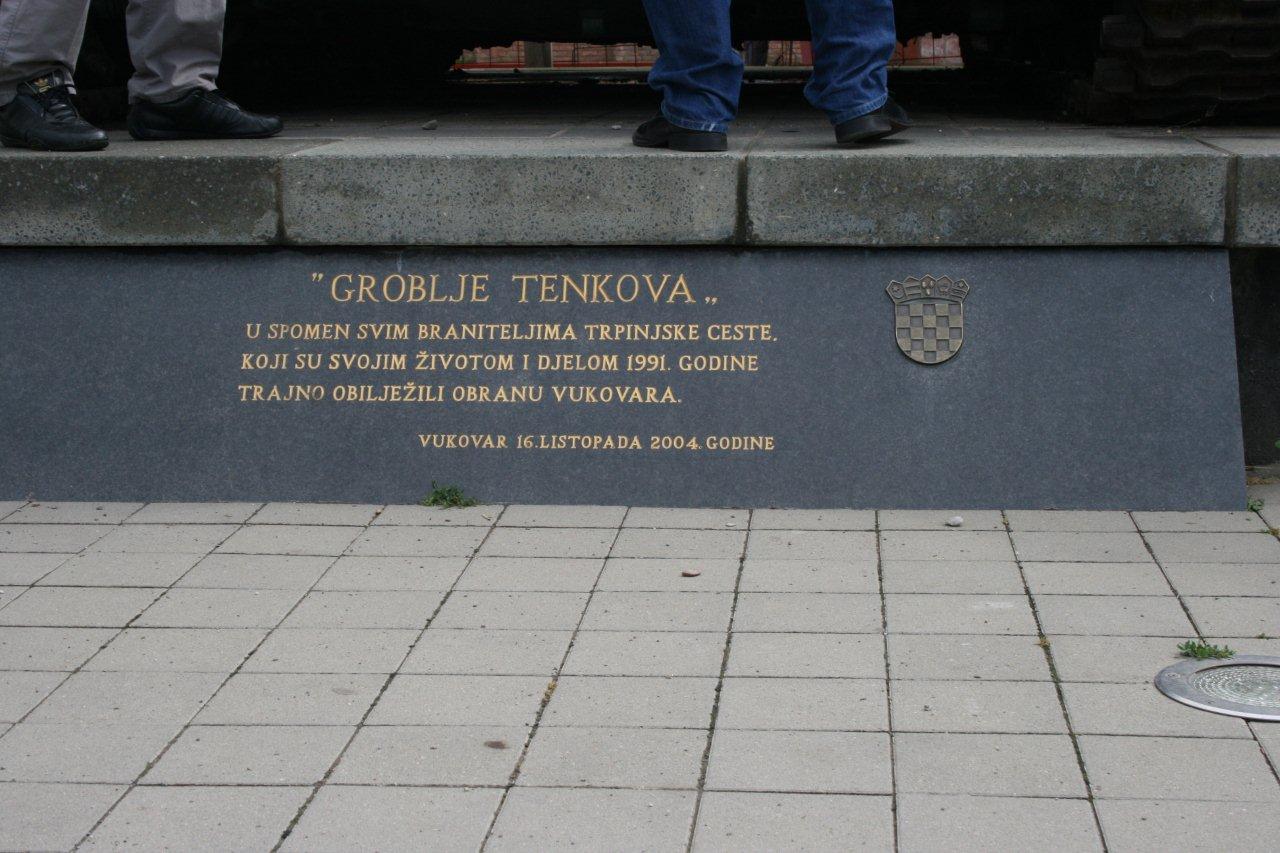 "GROBLJE TENKOVA„
U SPOMEN SVIM BRANITELJIMA TRPINJSKE CESTE.
KOJI SU SVOJIM ŽIVOTOM I DJELOM 1991. GODINE
TRAJNO OBILJEŽILI OBRANU VUKOVARA.
VUKOVAR 16.LISTOPADA 2004.GODINE